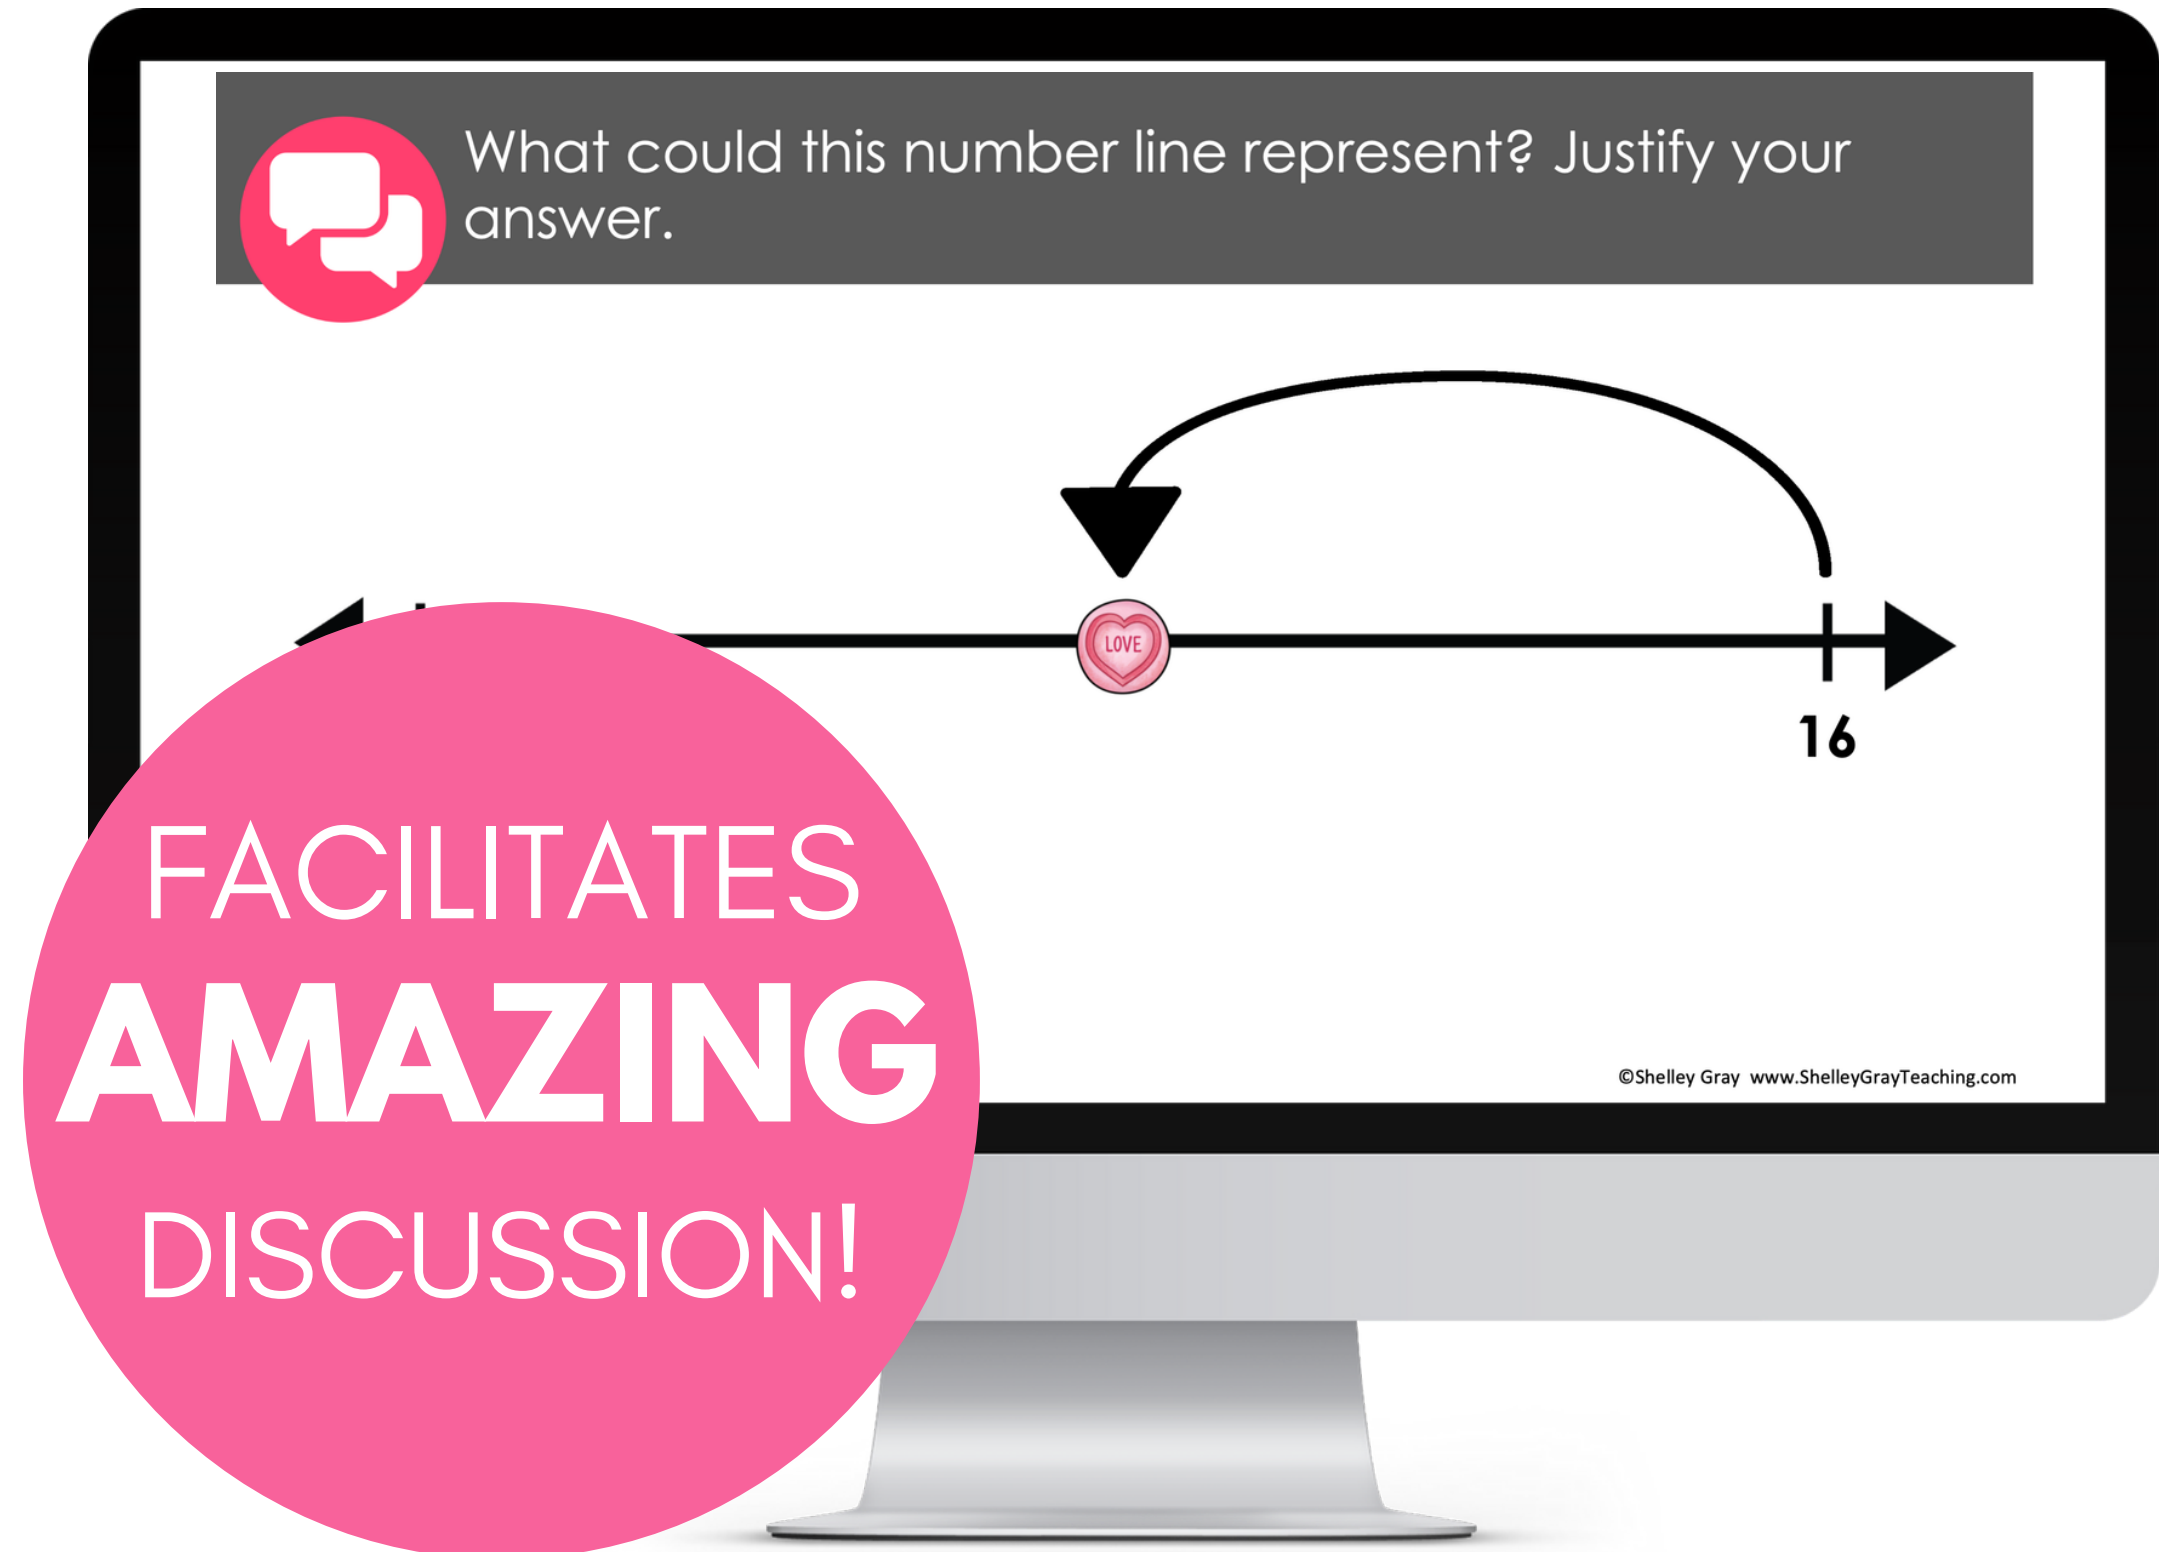 What could this number line represent? Justify your
answer.
LOVE
16
FACILITATES
AMAZING
DISCUSSION!
©Shelley Gray www.ShelleyGrayTeaching.com